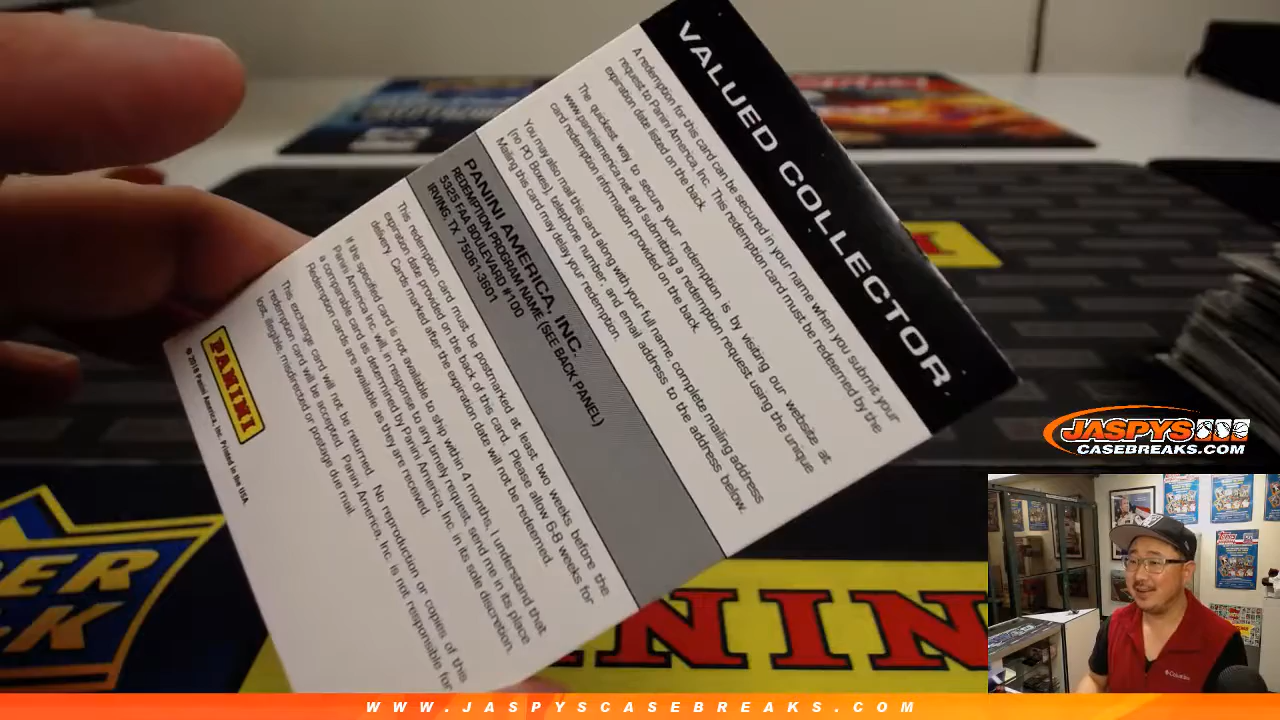 VALUED COLLECTOR
A redemption for this card can be secured in your name when you submit your
request to Panini America, Inc. This redemption card must be redeemed by the
expiration date listed on the back.
The quickest way to secure your redemption is by visiting our website at
www.paniniamerica.net and submitting a redemption request using the unique
card redemption information provided on the back.
You may also mail this card along with your full name, complete mailing address
(no PO Boxes), telephone number, and email address to the address below.
Mailing this card may delay your redemption.
PANINI AMERICA, INC.
REDEMPTION PROGRAM NAME (SEE BACK PANEL)
5325 FAA BOULEVARD #100
IRVING, TX 75061-3601
This redemption card must be postmarked at least two weeks before the
expiration date provided on the back of this card. Please allow 6-8 weeks for
delivery. Cards marked after the expiration date will not be redeemed.
If the specified card is not available to ship within 4 months, I understand that
Panini America Inc. will, in response to any timely request, send me in its place
a comparable card as determined by Panini America, Inc. in its sole discretion.
Redemption cards are available as they are received.
This exchange card will not be returned. No reproduction or copies of this
redemption card will be accepted. Panini America, Inc. is not responsible for
lost, illegible, misdirected or postage due mail.
PANINI
© 2018 Panini America, Inc. Printed in the USA.
PANINI
JASPYS
CASEBREAKS.COM
WWW.JASPYSCASEBREAKS.COM